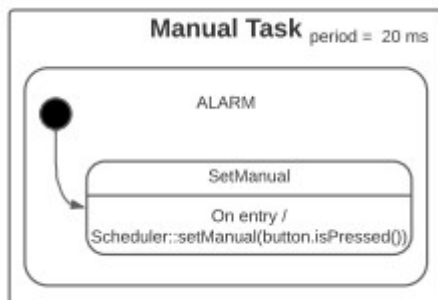 Manual Task period = 20 ms
ALARM
SetManual
On entry /
Scheduler::setManual(button.isPressed())